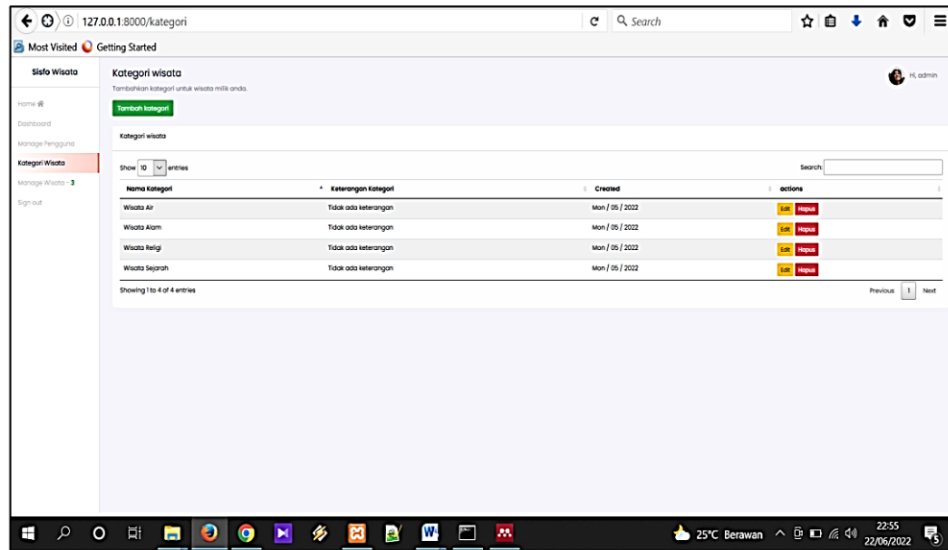 127.0.0.1:8000/kategori
Search
Most Visited Getting Started
Sisfo Wisata
Home
Dashboard
Manage Pengguna
Kategori Wisata
Manage Wisata - 3
Sign out
Kategori wisata
Tambahkan kategori untuk wisata milik anda.
Hi, admin
Tambah kategori
Kategori wisata
Show 10 entries
Search:
Nama Kategori Keterangan Kategori Created actions
Wisata Air Tidak ada keterangan Mon / 05 / 2022 Edit Hapus
Wisata Alam Tidak ada keterangan Mon / 05 / 2022 Edit Hapus
Wisata Religi Tidak ada keterangan Mon / 05 / 2022 Edit Hapus
Wisata Sejarah Tidak ada keterangan Mon / 05 / 2022 Edit Hapus
Showing 1 to 4 of 4 entries
Previous 1 Next
25°C Berawan
22:55
22/06/2022
5